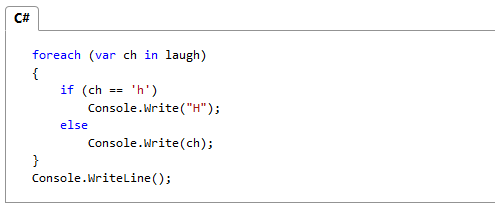 C#
foreach (var ch in laugh)
{
    if (ch == 'h')
        Console.Write("H");
    else
        Console.Write(ch);
}
Console.WriteLine();